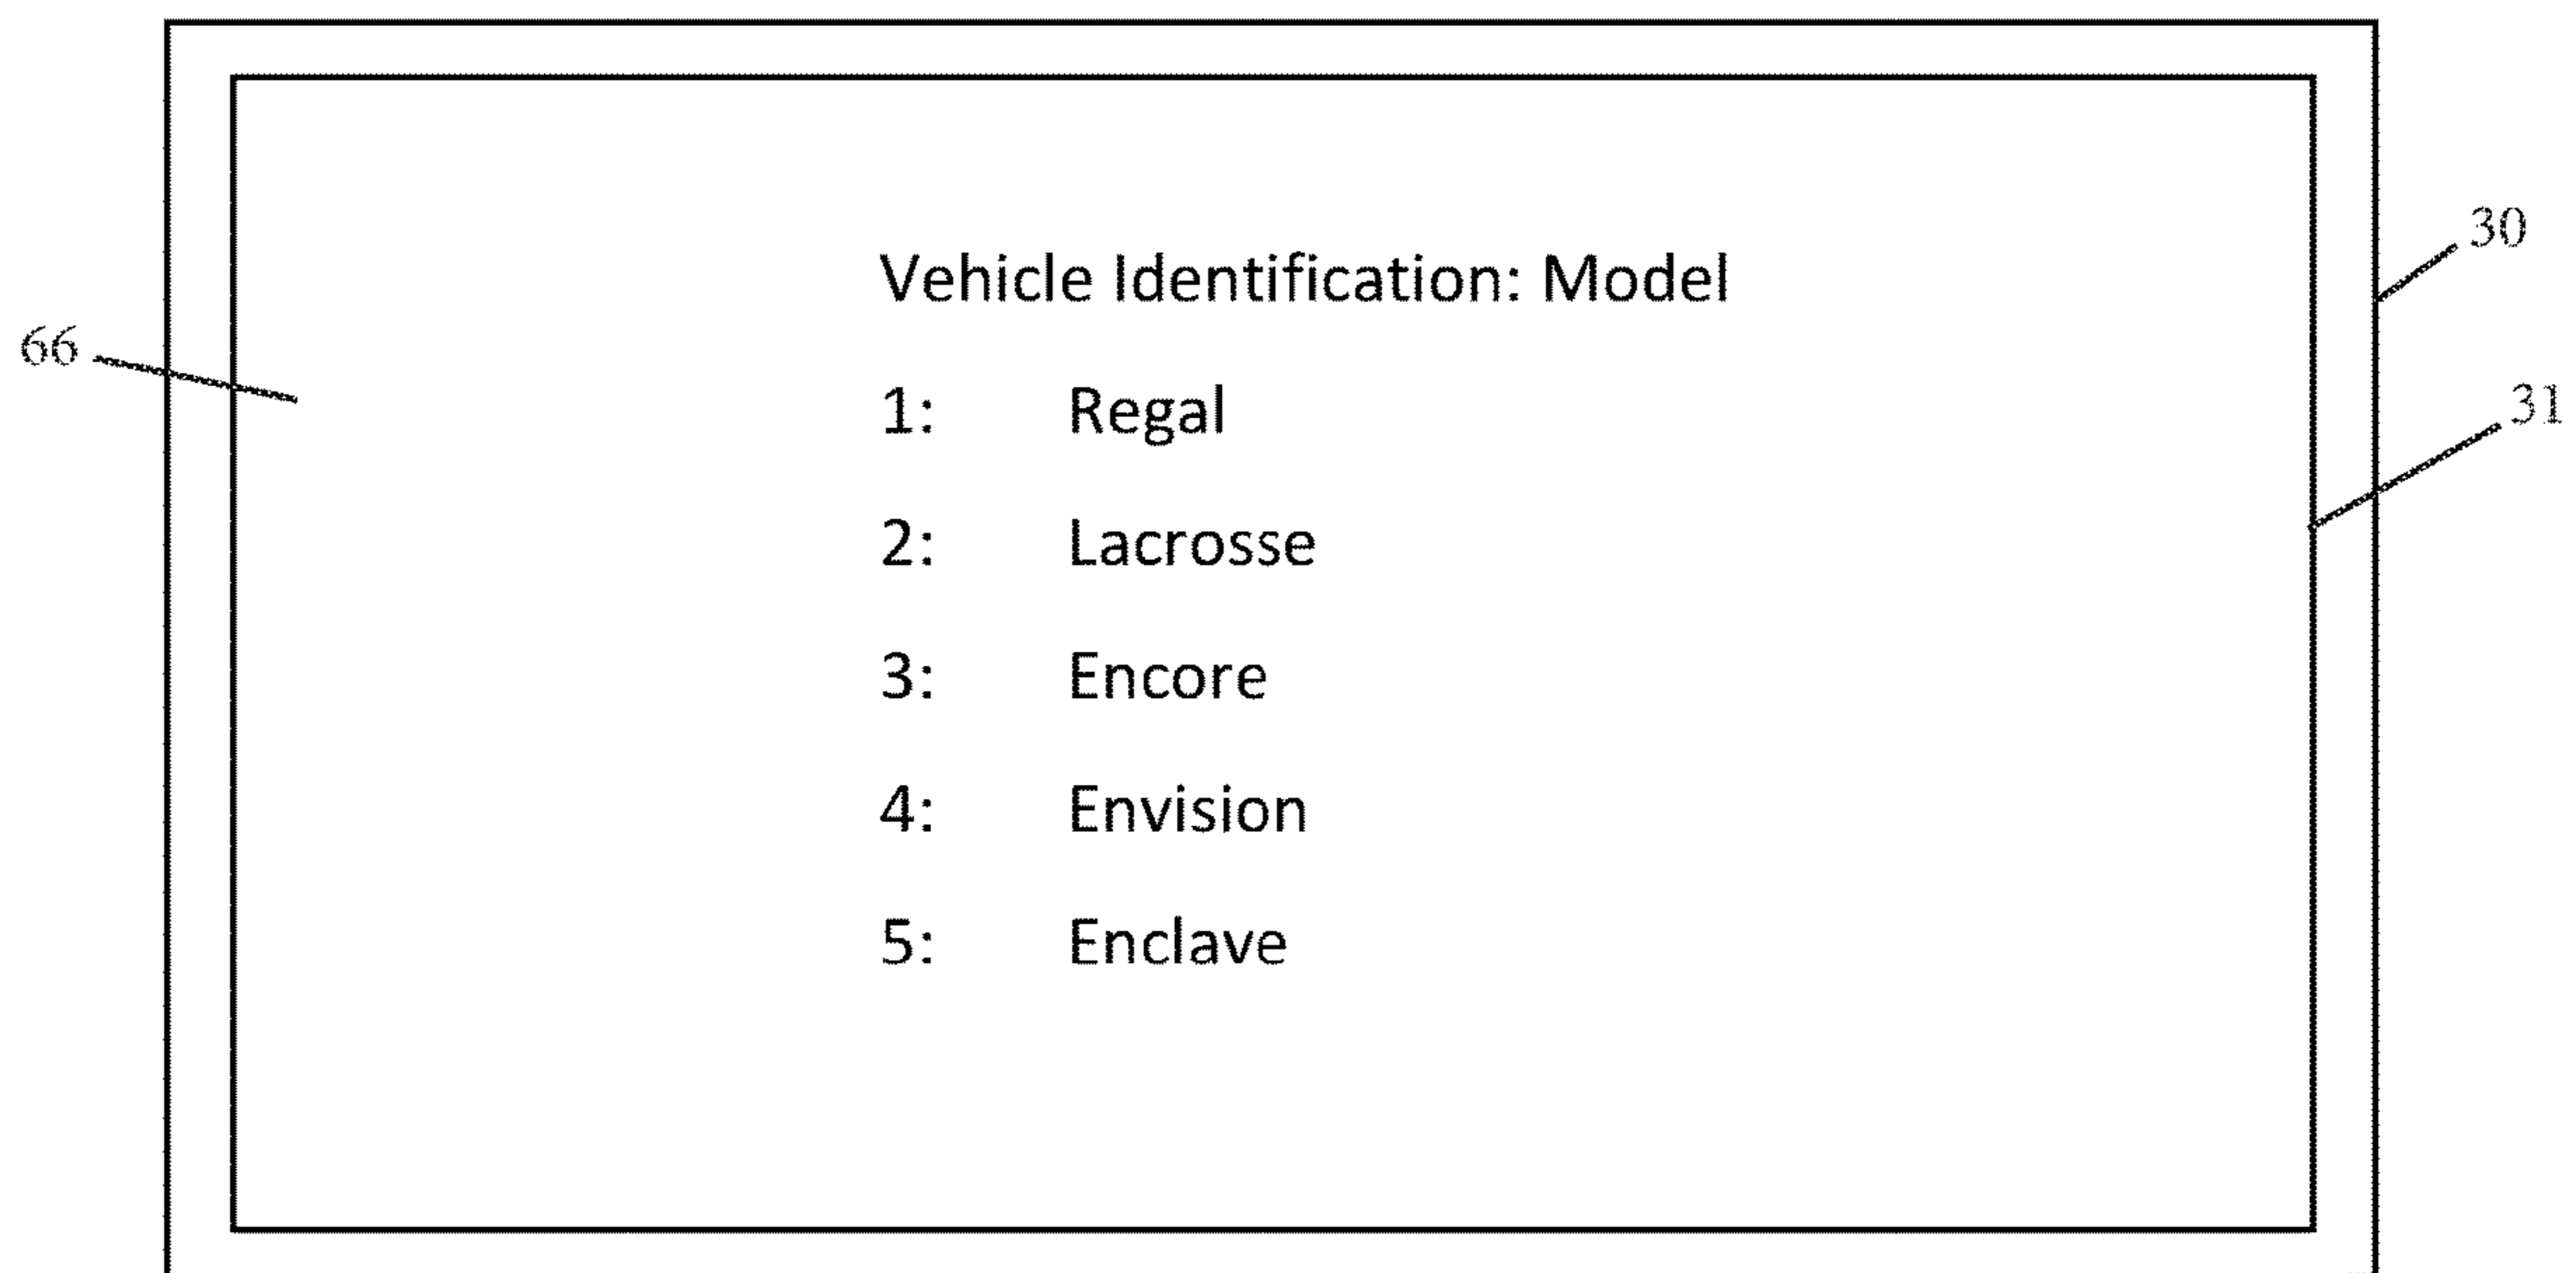 Vehicle Identification: Model
30
66
1: Regal
31
2: Lacrosse
3: Encore
4: Envision
5: Enclave